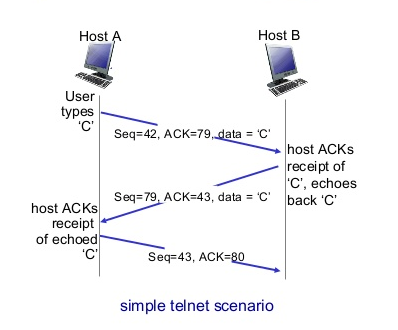 Host A
Host B
User
types
‘C’
Seq=42, ACK=79, data = ‘C’
host ACKs
receipt of
‘C’, echoes
back ‘C’
Seq=79, ACK=43, data = ‘C’
host ACKs
receipt
of echoed
‘C’
Seq=43, ACK=80
simple telnet scenario